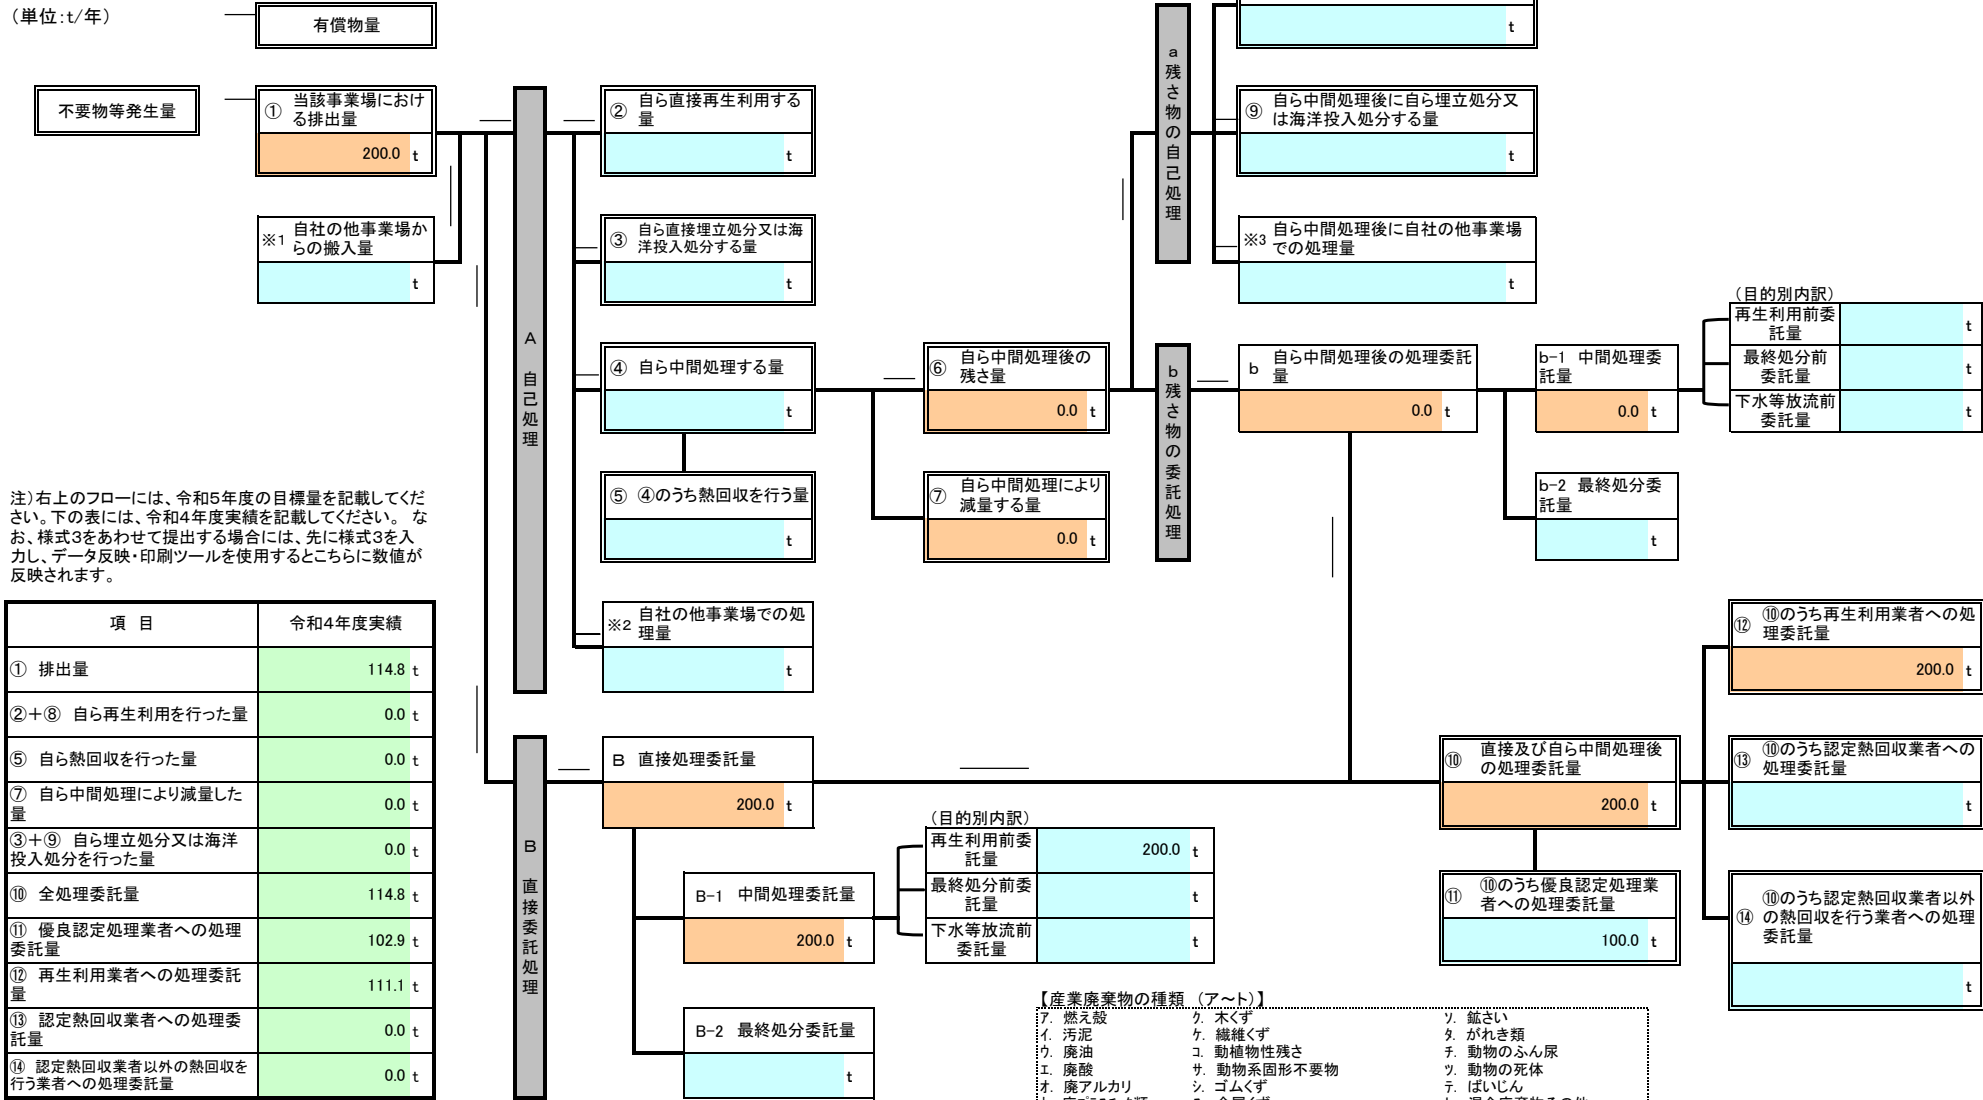 （単位:t/年）
有償物量
t
不要物等発生量
① 当該事業場におけ
る排出量
200.0 t
※1 自社の他事業場か
らの搬入量
t
A 自己処理
② 自ら直接再生利用する
量
t
③ 自ら直接埋立処分又は海
洋投入処分する量
t
④ 自ら中間処理する量
t
⑤ ④のうち熱回収を行う量
t
※2 自社の他事業場での処
理量
t
⑥ 自ら中間処理後の
残さ量
0.0 t
⑦ 自ら中間処理により
減量する量
0.0 t
a 残さ物の自己処理
⑨ 自ら中間処理後に自ら埋立処分又
は海洋投入処分する量
t
※3 自ら中間処理後に自社の他事業場
での処理量
t
b 残さ物の委託処理
b 自ら中間処理後の処理委託
量
0.0 t
b-1 中間処理委
託量
0.0 t
b-2 最終処分委
託量
t
（目的別内訳）
再生利用前委
託量
t
最終処分前
委託量
t
下水等放流前
委託量
t
注）右上のフローには、令和5年度の目標量を記載してくだ
さい。下の表には、令和4年度実績を記載してください。 な
お、様式3をあわせて提出する場合には、先に様式3を入
力し、データ反映・印刷ツールを使用するとこちらに数値が
反映されます。
項 目 令和4年度実績
① 排出量 114.8 t
②＋⑧ 自ら再生利用を行った量 0.0 t
⑤ 自ら熱回収を行った量 0.0 t
⑦ 自ら中間処理により減量した
量 0.0 t
③＋⑨ 自ら埋立処分又は海洋
投入処分を行った量 0.0 t
⑩ 全処理委託量 114.8 t
⑪ 優良認定処理業者への処理
委託量 102.9 t
⑫ 再生利用業者への処理委託
量 111.1 t
⑬ 認定熱回収業者への処理委
託量 0.0 t
⑭ 認定熱回収業者以外の熱回収を
行う業者への処理委託量 0.0 t
B 直接委託処理
B 直接処理委託量
200.0 t
B-1 中間処理委託量
200.0 t
B-2 最終処分委託量
t
（目的別内訳）
再生利用前委
託量
200.0 t
最終処分前委
託量
t
下水等放流前
委託量
t
⑩ 直接及び自ら中間処理後
の処理委託量
200.0 t
⑪ ⑩のうち優良認定処理業
者への処理委託量
100.0 t
⑫ ⑩のうち再生利用業者への処
理委託量
200.0 t
⑬ ⑩のうち認定熱回収業者への
処理委託量
t
⑭ ⑩のうち認定熱回収業者以外
の熱回収を行う業者への処理
委託量
t
【産業廃棄物の種類 （ア～ト）】
ア. 燃え殻 ク. 木くず ソ. 鉱さい
イ. 汚泥 ケ. 繊維くず タ. がれき類
ウ. 廃油 コ. 動植物性残さ チ. 動物のふん尿
エ. 廃酸 サ. 動物系固形不要物 ツ. 動物の死体
オ. 廃アルカリ シ. ゴムくず テ. ばいじん